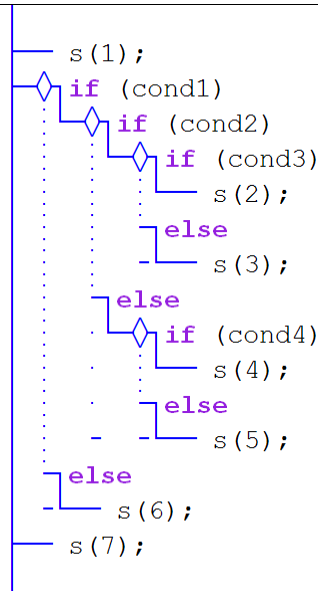 s(1);
if (cond1)
if (cond2)
if (cond3)
s(2);
else
s(3);
else
if (cond4)
s(4);
else
s(5);
else
s(6);
s(7);